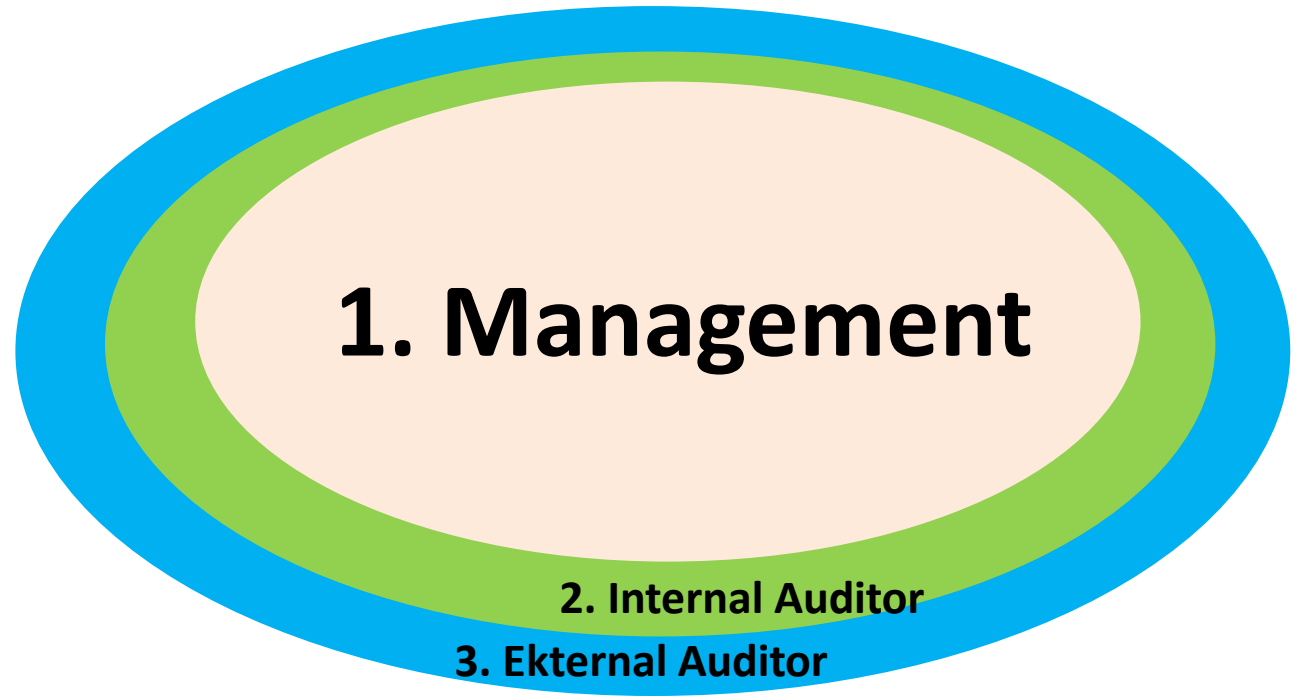 1. Management
2. Internal Auditor
3. Ekternal Auditor